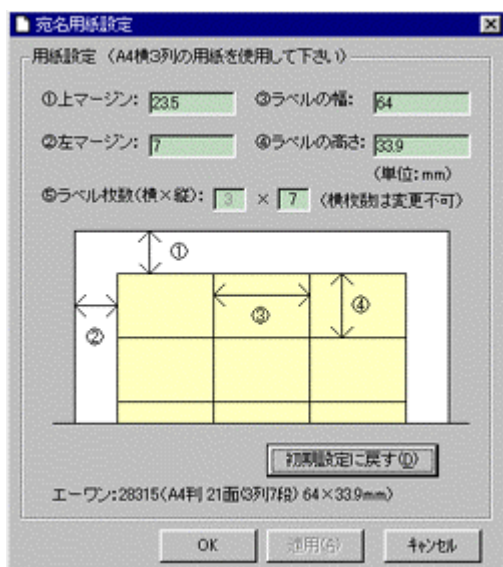 宛名用紙設定
用紙設定（A4横3列の用紙を使用して下さい）
①上マージン: 23.5 ③ラベルの幅: 64
②左マージン: 7 ④ラベルの高さ: 33.9
(単位:mm)
⑤ラベル枚数(横×縦): 3 × 7 (横枚数は変更不可)
①
②
③
④
初期設定に戻す(D)
エーワン:28315(A4判 21面(3列7段) 64×33.9mm)
OK 適用(A) キャンセル